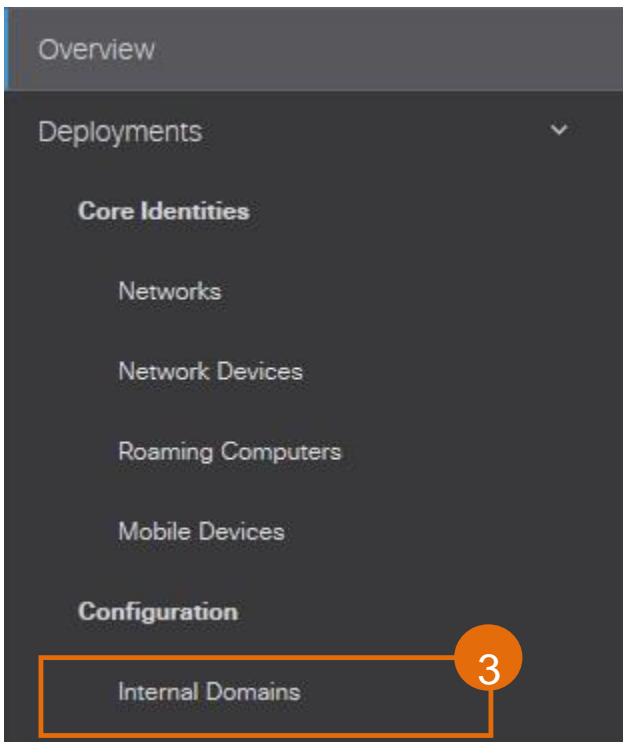 Overview
Deployments
Core Identities
Networks
Network Devices
Roaming Computers
Mobile Devices
Configuration
3
Internal Domains